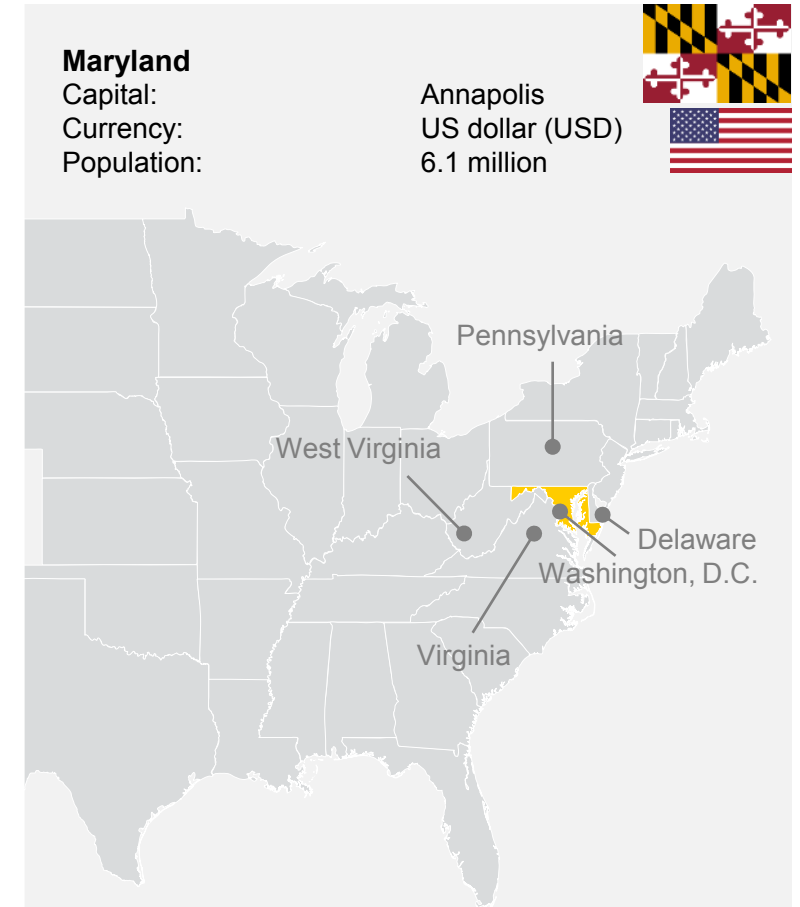 Maryland
Capital: Annapolis
Currency: US dollar (USD)
Population: 6.1 million
Pennsylvania
West Virginia
Delaware
Washington, D.C.
Virginia